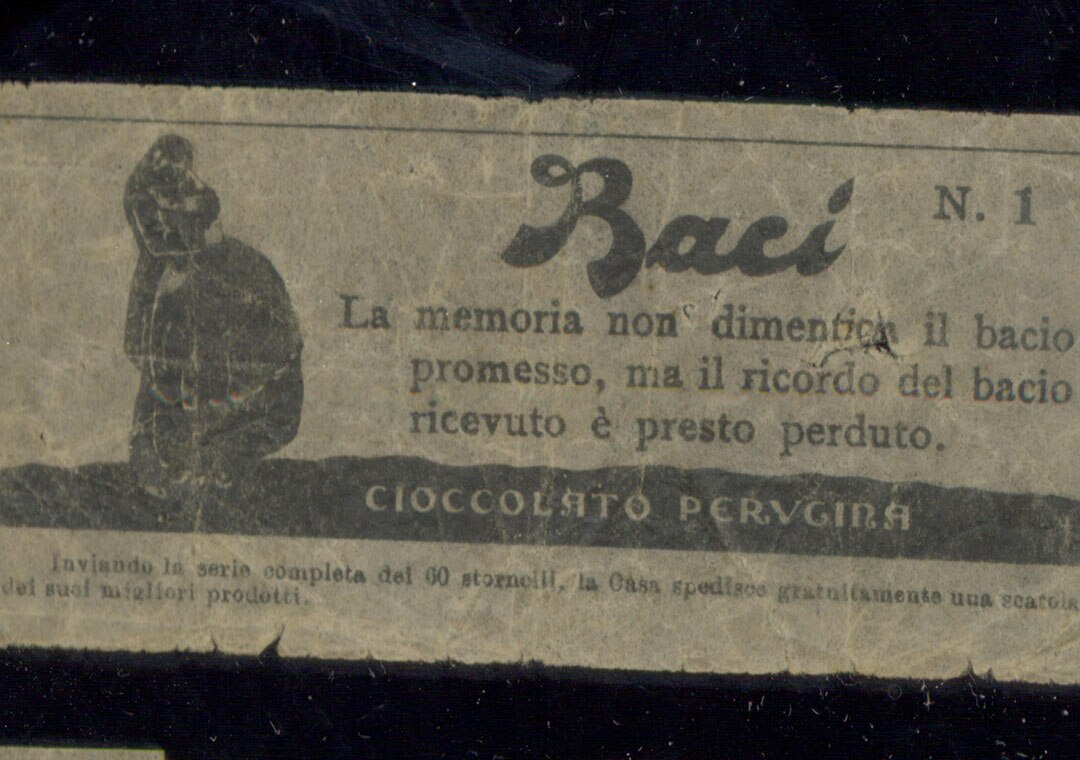 Baci
N. 1
La memoria non dimentica il bacio
promesso, ma il ricordo del bacio
ricevuto è presto perduto.
CIOCCOLATO PERVGINA
Inviando la serie completa dei 60 stornelli, la Casa spedisce gratuitamente una scatola
dei suoi migliori prodotti.